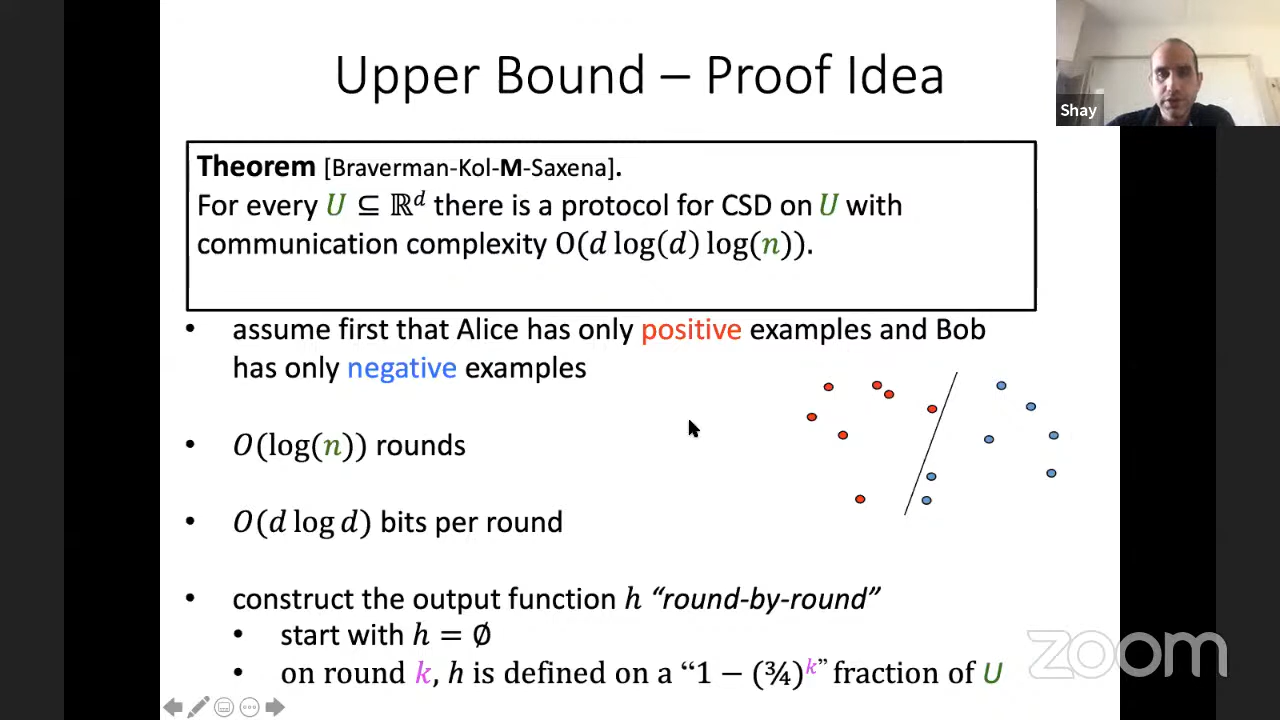 Upper Bound – Proof Idea
Shay
Theorem [Braverman-Kol-M-Saxena].
For every U ⊆ ℝᵈ there is a protocol for CSD on U with
communication complexity O(d log(d) log(n)).
• assume first that Alice has only positive examples and Bob
has only negative examples
• O(log(n)) rounds
• O(d log d) bits per round
• construct the output function h “round-by-round”
• start with h = ∅
• on round k, h is defined on a “1 − (¾)ᵏ” fraction of U
zoom